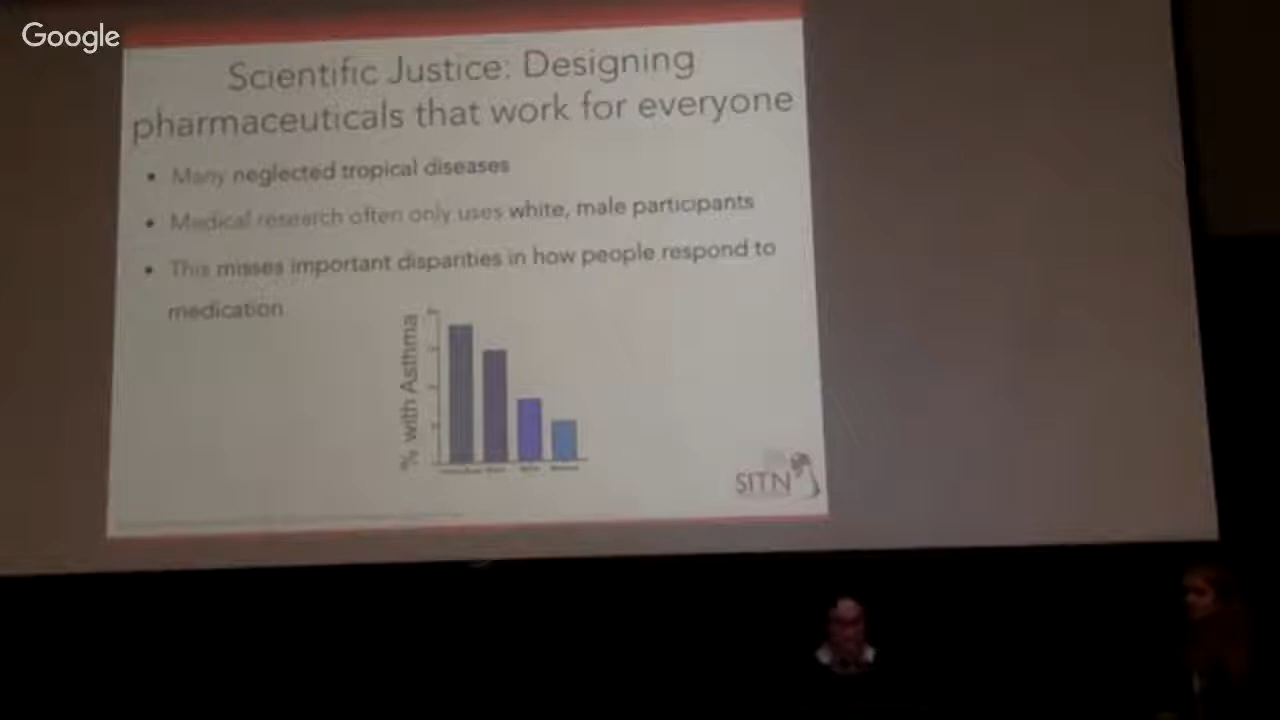 Google
Scientific Justice: Designing
pharmaceuticals that work for everyone
• Many neglected tropical diseases
• Medical research often only uses white, male participants
• This misses important disparities in how people respond to
medication
% with Asthma
SITN